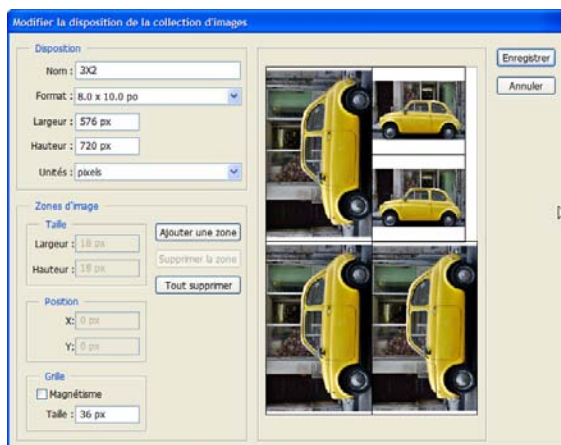 Modifier la disposition de la collection d'images
Disposition
Nom : 3X2
Format : 8.0 x 10.0 po
Largeur : 576 px
Hauteur : 720 px
Unités : pixels
Zones d'image
Taille
Largeur : 18 px
Hauteur : 18 px
Ajouter une zone
Supprimer la zone
Tout supprimer
Position
X: 0 px
Y: 0 px
Grille
Magnétisme
Taille : 36 px
Enregistrer
Annuler